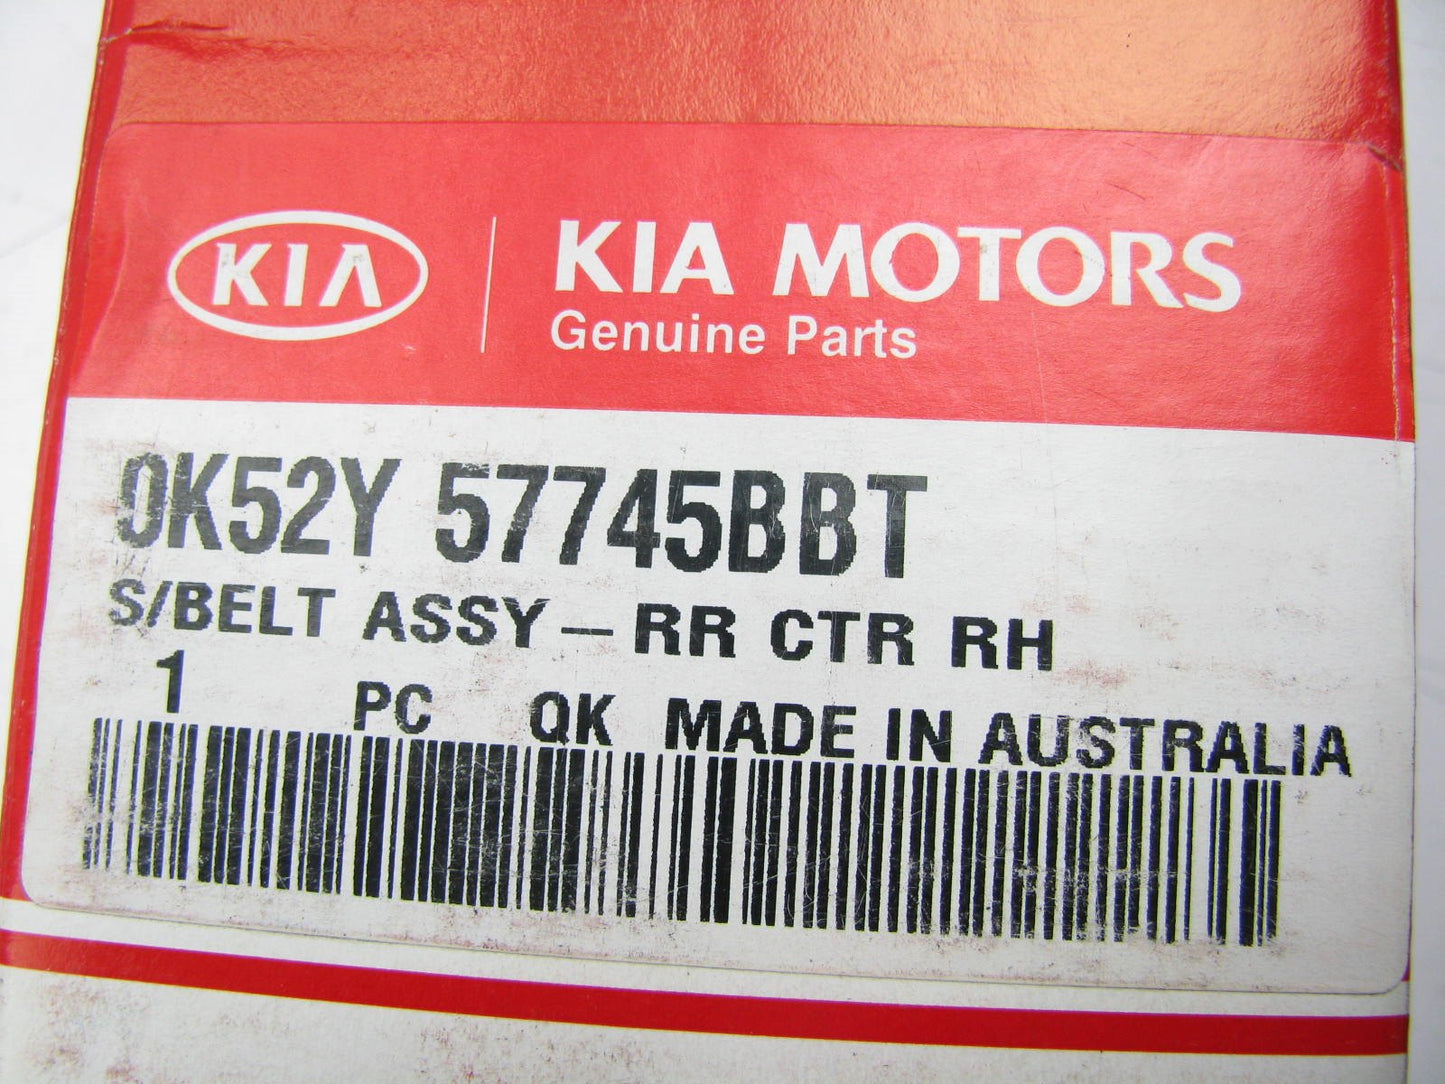 KIA
KIA MOTORS
Genuine Parts
0K52Y 57745BBT
S/BELT ASSY - RR CTR RH
1 PC QK MADE IN AUSTRALIA